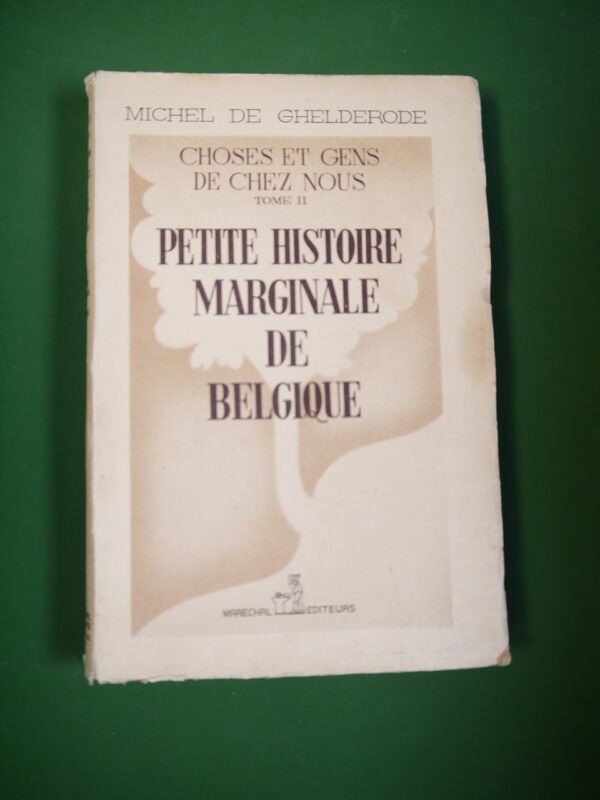 MICHEL DE GHELDERODE
CHOSES ET GENS
DE CHEZ NOUS
TOME II
PETITE HISTOIRE
MARGINALE
DE
BELGIQUE
MARECHAL EDITEURS